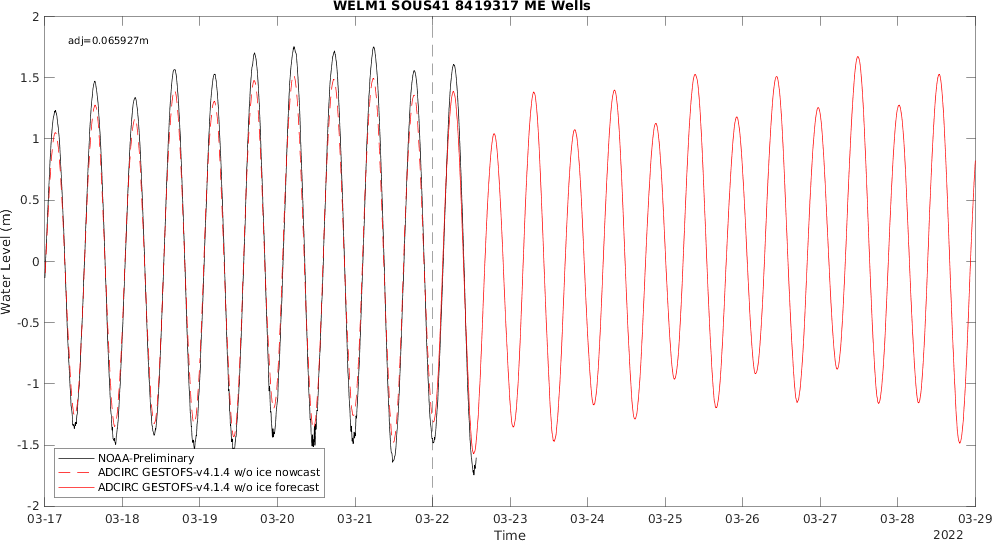 WELM1 SOUS41 8419317 ME Wells
adj=0.065927m
2
1.5
1
0.5
0
-0.5
-1
-1.5
-2
Water Level (m)
NOAA-Preliminary
ADCIRC GESTOFS-v4.1.4 w/o ice nowcast
ADCIRC GESTOFS-v4.1.4 w/o ice forecast
03-17 03-18 03-19 03-20 03-21 03-22 03-23 03-24 03-25 03-26 03-27 03-28 03-29
Time
2022